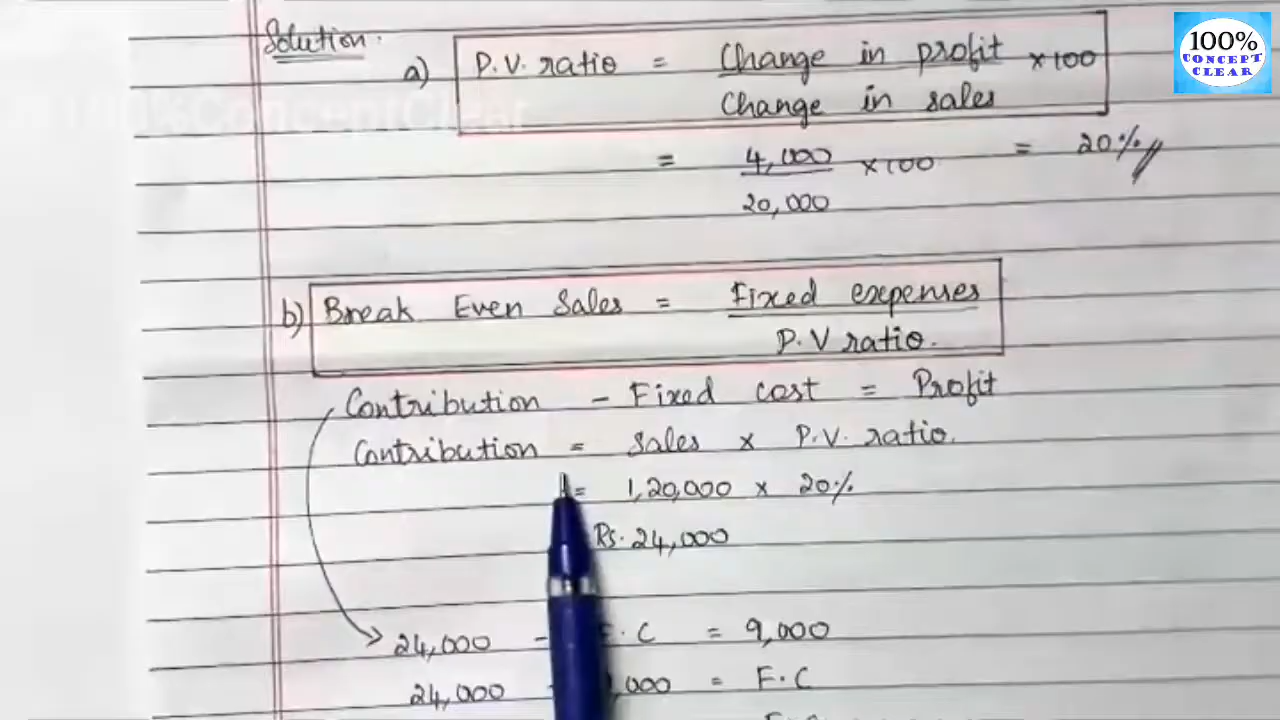 Solution.
a) P.V. ratio = Change in profit × 100
Change in sales
= 4,000 × 100 = 20%
20,000
b) Break Even Sales = Fixed expenses
P.V ratio.
Contribution - Fixed cost = Profit
Contribution = Sales × P.V. ratio.
= 1,20,000 × 20%
Rs. 24,000
24,000 - F.C = 9,000
24,000 - ,000 = F.C
100%
CONCEPT
CLEAR